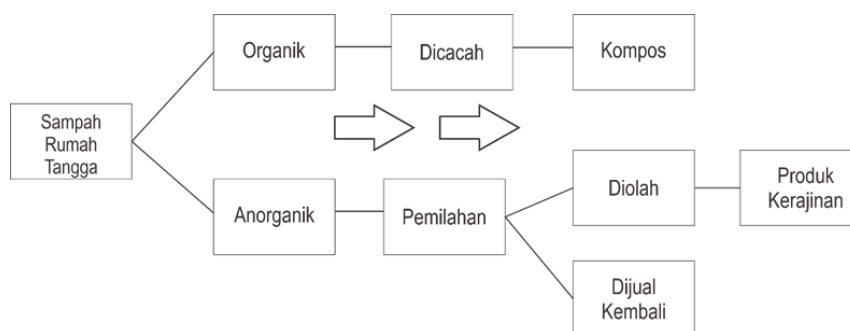 Organik
Dicacah
Kompos
Sampah
Rumah
Tangga
Anorganik
Pemilahan
Diolah
Produk
Kerajinan
Dijual
Kembali